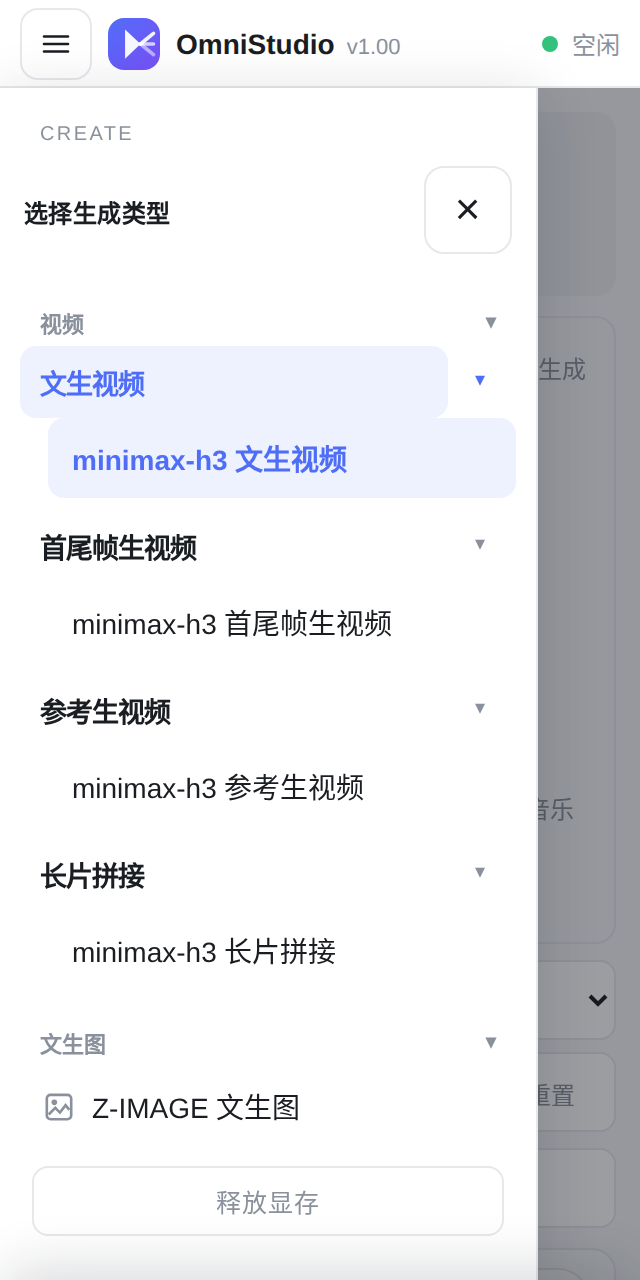 OmniStudio v1.00 空闲
CREATE
选择生成类型
视频
文生视频
minimax-h3 文生视频
首尾帧生视频
minimax-h3 首尾帧生视频
参考生视频
minimax-h3 参考生视频
长片拼接
minimax-h3 长片拼接
文生图
Z-IMAGE 文生图
释放显存
生成
音乐
重置